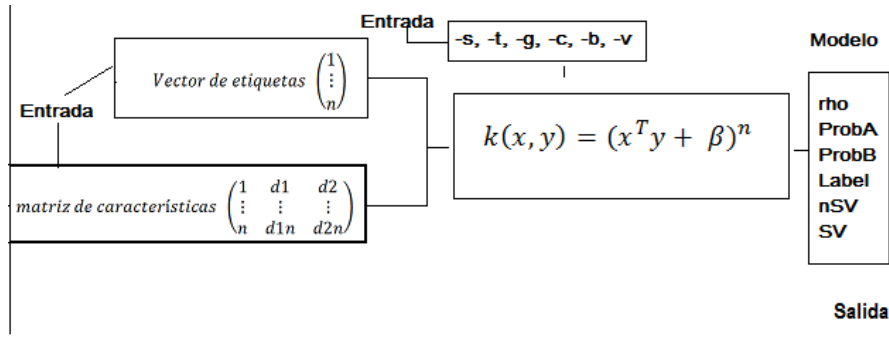 Entrada
-s, -t, -g, -c, -b, -v
Modelo
Vector de etiquetas (1 ⋮ n)
Entrada
k(x, y) = (x^T y + β)^n
rho
ProbA
ProbB
Label
nSV
SV
matriz de características (1 d1 d2 ⋮ ⋮ ⋮ n d1n d2n)
Salida